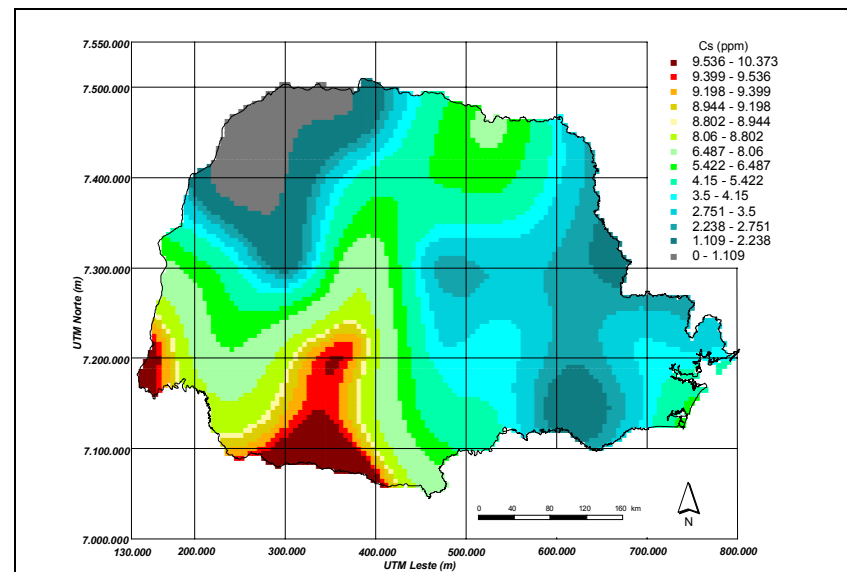 Cs (ppm)
9.536 - 10.373
9.399 - 9.536
9.198 - 9.399
8.944 - 9.198
8.802 - 8.944
8.06 - 8.802
6.487 - 8.06
5.422 - 6.487
4.15 - 5.422
3.5 - 4.15
2.751 - 3.5
2.238 - 2.751
1.109 - 2.238
0 - 1.109
7.550.000
7.500.000
7.400.000
7.300.000
7.200.000
7.100.000
7.000.000
UTM Norte (m)
0 40 80 120 160 km
N
130.000 200.000 300.000 400.000 500.000 600.000 700.000 800.000
UTM Leste (m)